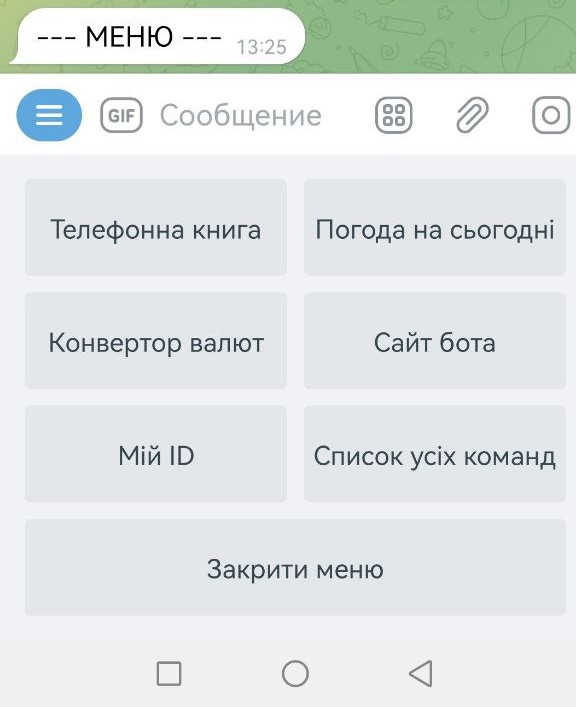 --- МЕНЮ ---
13:25
GIF
Сообщение
Телефонна книга
Погода на сьогодні
Конвертор валют
Сайт бота
Мій ID
Список усіх команд
Закрити меню